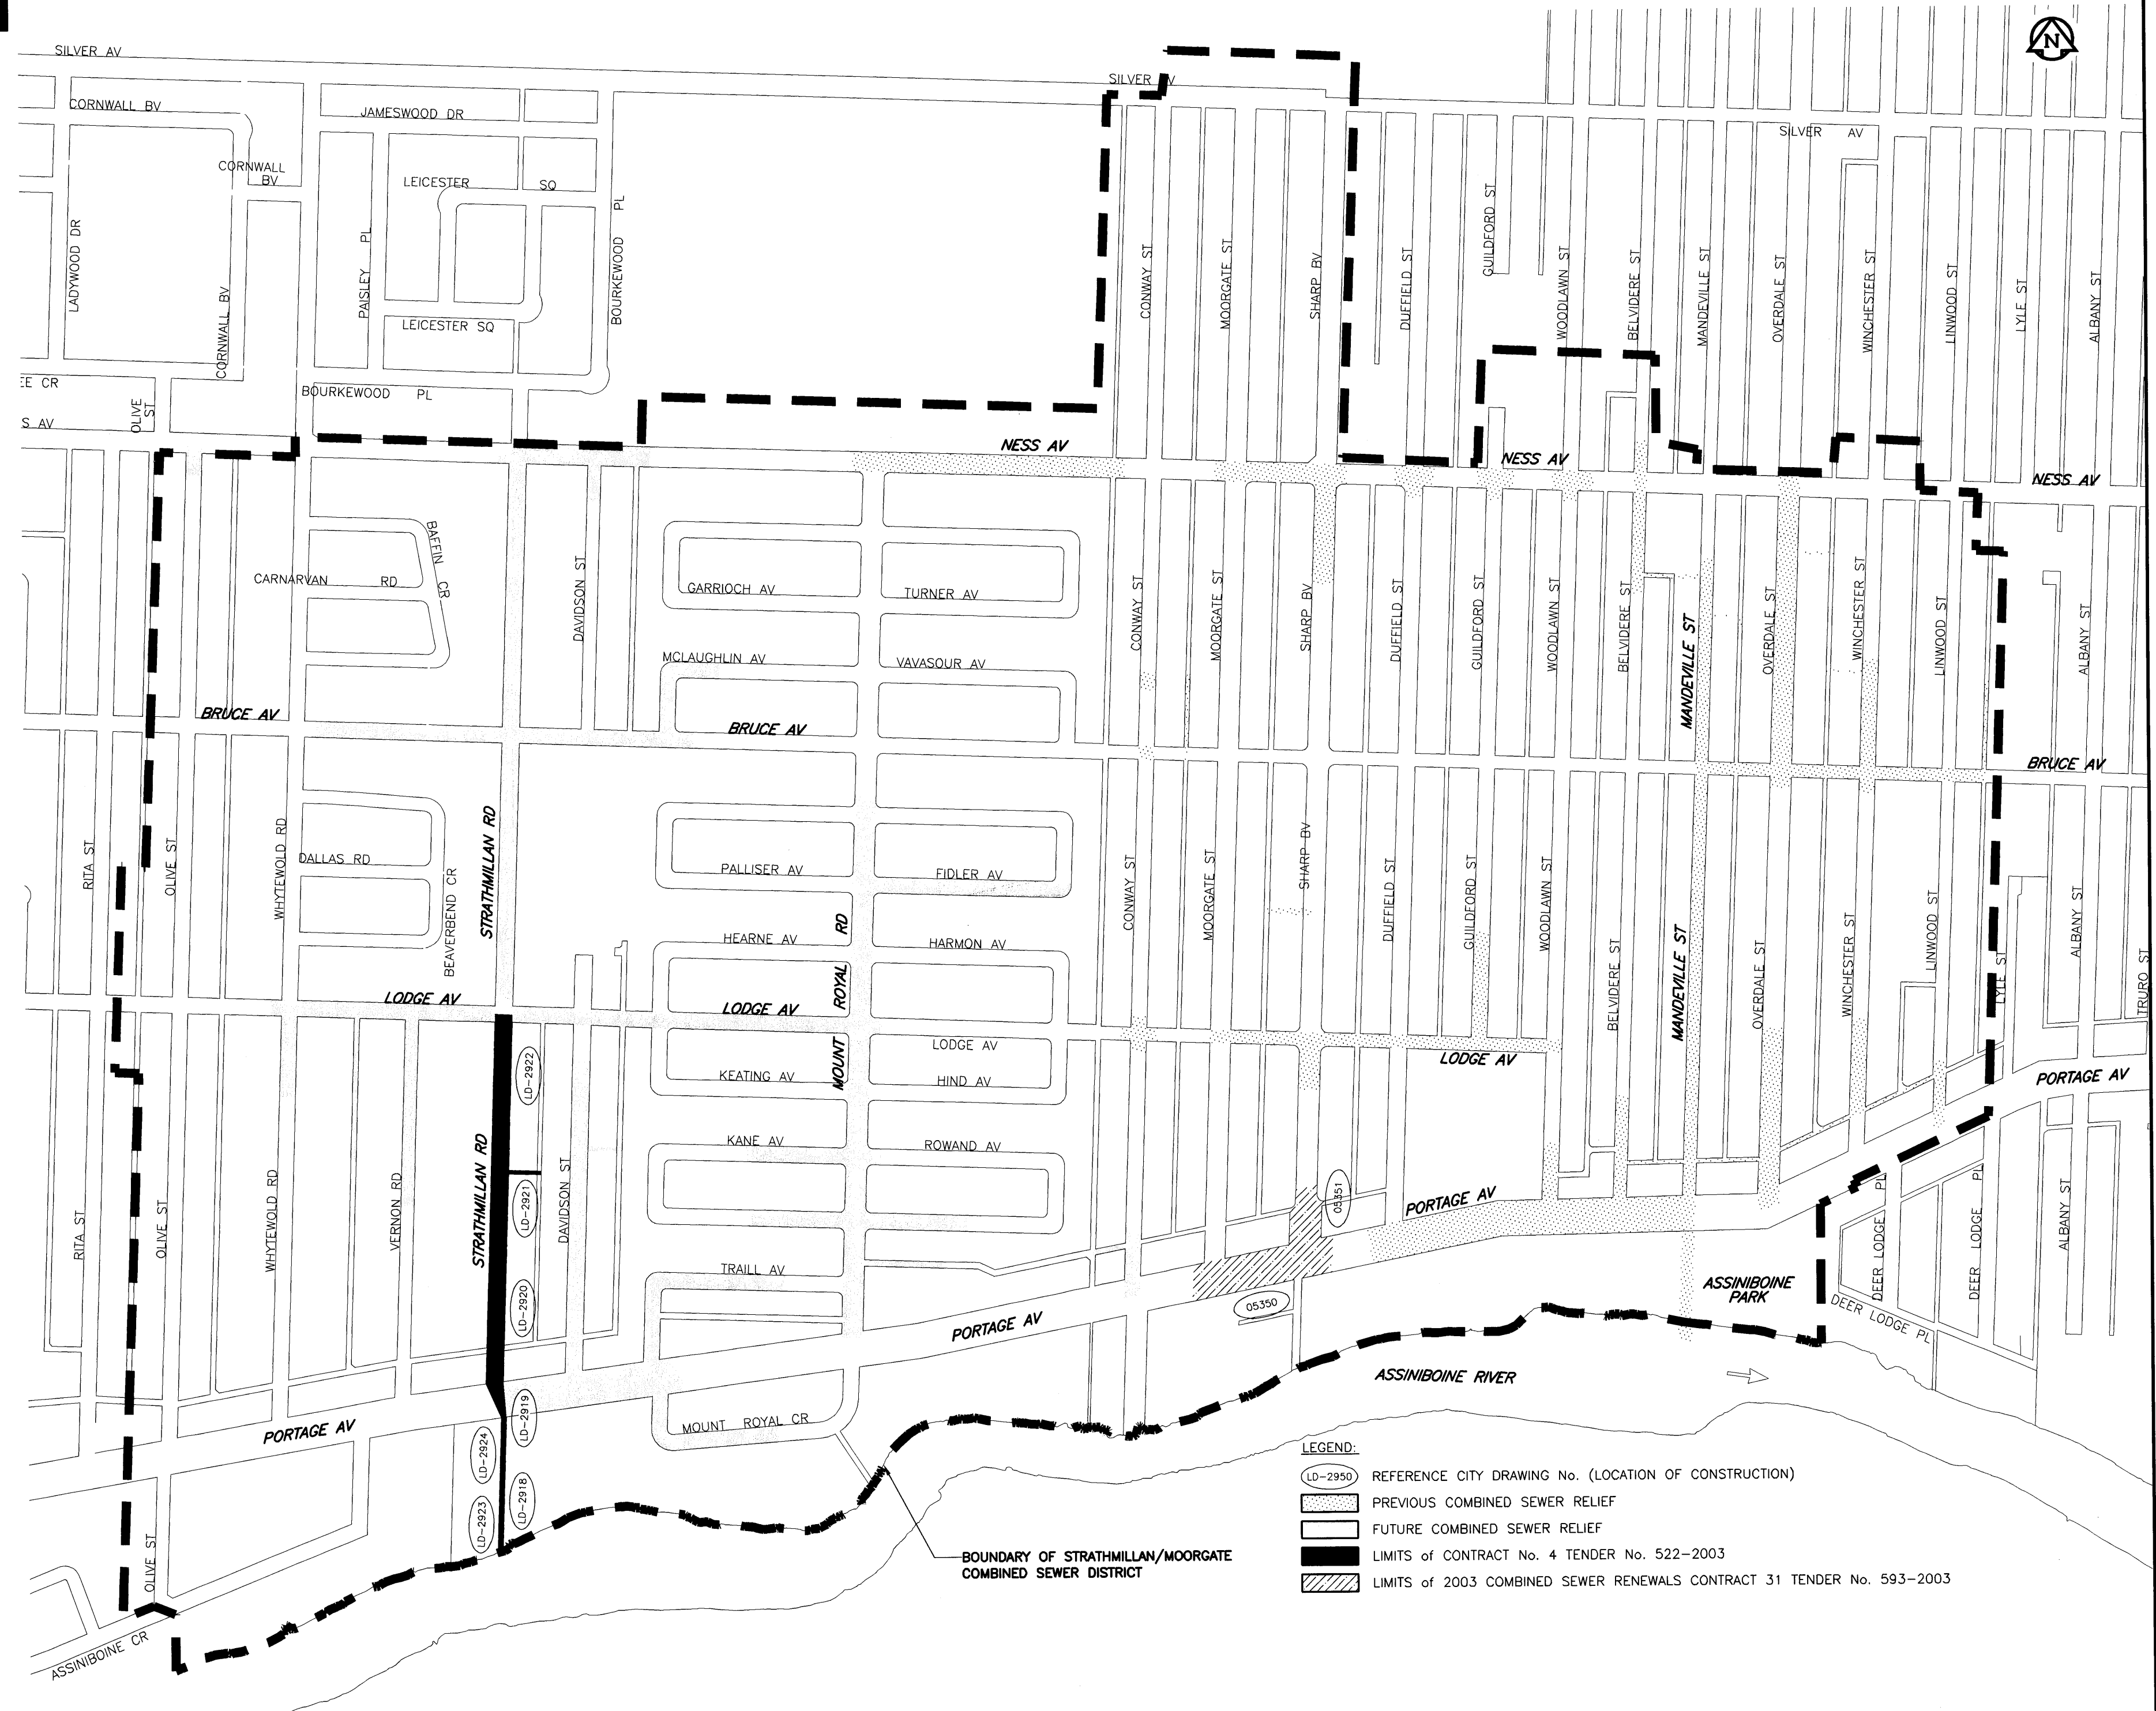 N
SILVER AV
SILVER AV
CORNWALL BV
JAMESWOOD DR
SILVER AV
CORNWALL
BV
LEICESTER SQ
LADYWOOD DR
CORNWALL BV
PAISLEY PL
BOURKEWOOD PL
LEICESTER SQ
CONWAY ST
MOORGATE ST
SHARP BV
DUFFIELD ST
GUILDFORD ST
WOODLAWN ST
BELVIDERE ST
MANDEVILLE ST
OVERDALE ST
WINCHESTER ST
LINWOOD ST
LYLE ST
ALBANY ST
EE CR
OLIVE
ST
BOURKEWOOD PL
S AV
NESS AV
NESS AV
NESS AV
BAFFIN CR
CARNARVAN RD
DAVIDSON ST
GARRIOCH AV
TURNER AV
MCLAUGHLIN AV
VAVASOUR AV
CONWAY ST
MOORGATE ST
SHARP BV
DUFFIELD ST
GUILDFORD ST
WOODLAWN ST
BELVIDERE ST
MANDEVILLE ST
OVERDALE ST
WINCHESTER ST
LINWOOD ST
ALBANY ST
BRUCE AV
BRUCE AV
BRUCE AV
RITA ST
OLIVE ST
WHYTEWOLD RD
DALLAS RD
BEAVERBEND CR
STRATHMILLAN RD
PALLISER AV
FIDLER AV
HEARNE AV
HARMON AV
MOUNT ROYAL RD
CONWAY ST
MOORGATE ST
SHARP BV
DUFFIELD ST
GUILDFORD ST
WOODLAWN ST
BELVIDERE ST
MANDEVILLE ST
OVERDALE ST
WINCHESTER ST
LINWOOD ST
LYLE ST
ALBANY ST
TRURO ST
LODGE AV
LODGE AV
LODGE AV
LODGE AV
KEATING AV
HIND AV
KANE AV
ROWAND AV
TRAILL AV
PORTAGE AV
RITA ST
OLIVE ST
WHYTEWOLD RD
VERNON RD
STRATHMILLAN RD
DAVIDSON ST
LD-2922
LD-2921
LD-2920
LD-2919
LD-2918
LD-2924
LD-2923
05351
05350
PORTAGE AV
PORTAGE AV
PORTAGE AV
MOUNT ROYAL CR
ASSINIBOINE
PARK
DEER LODGE PL
DEER LODGE PL
DEER LODGE PL
ALBANY ST
ASSINIBOINE RIVER
OLIVE ST
ASSINIBOINE CR
BOUNDARY OF STRATHMILLAN/MOORGATE
COMBINED SEWER DISTRICT
LEGEND:
LD-2950 REFERENCE CITY DRAWING No. (LOCATION OF CONSTRUCTION)
PREVIOUS COMBINED SEWER RELIEF
FUTURE COMBINED SEWER RELIEF
LIMITS of CONTRACT No. 4 TENDER No. 522-2003
LIMITS of 2003 COMBINED SEWER RENEWALS CONTRACT 31 TENDER No. 593-2003